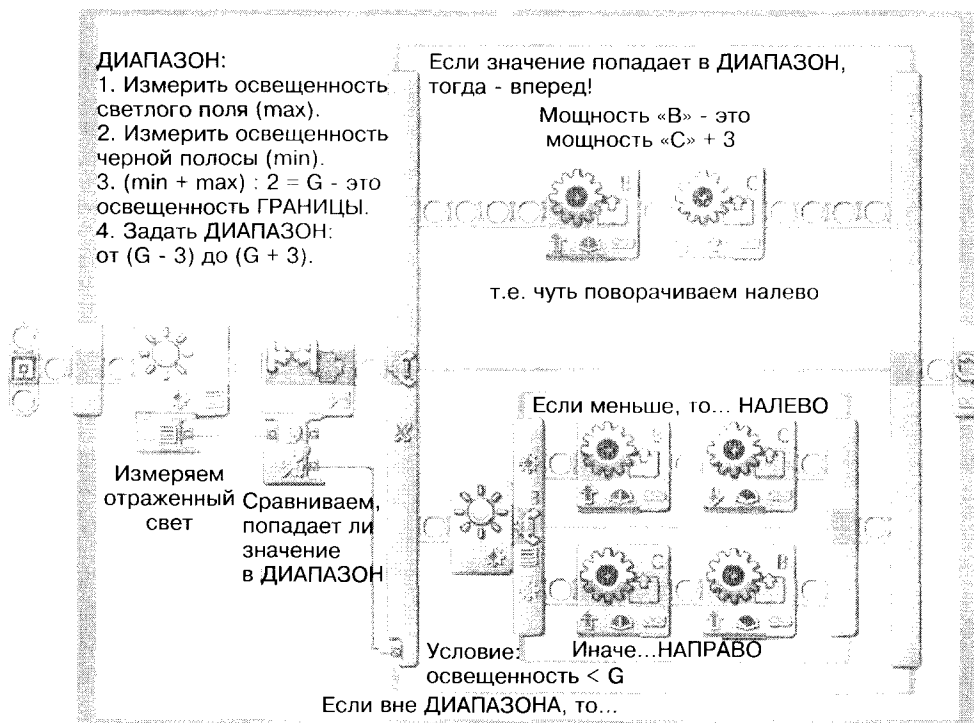 ДИАПАЗОН:
1. Измерить освещенность
светлого поля (max).
2. Измерить освещенность
черной полосы (min).
3. (min + max) : 2 = G - это
освещенность ГРАНИЦЫ.
4. Задать ДИАПАЗОН:
от (G - 3) до (G + 3).
Если значение попадает в ДИАПАЗОН,
тогда - вперед!
Мощность «В» - это
мощность «С» + 3
B
C
т.е. чуть поворачиваем налево
Измеряем
отраженный
свет
Сравниваем,
попадает ли
значение
в ДИАПАЗОН
Если меньше, то... НАЛЕВО
C
C
B
Иначе...НАПРАВО
Условие:
освещенность < G
Если вне ДИАПАЗОНА, то...